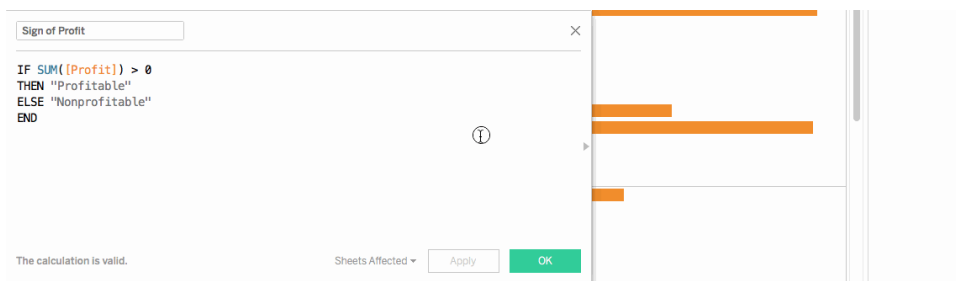 Sign of Profit
IF SUM([Profit]) > 0
THEN "Profitable"
ELSE "Nonprofitable"
END
The calculation is valid.
Sheets Affected
Apply
OK